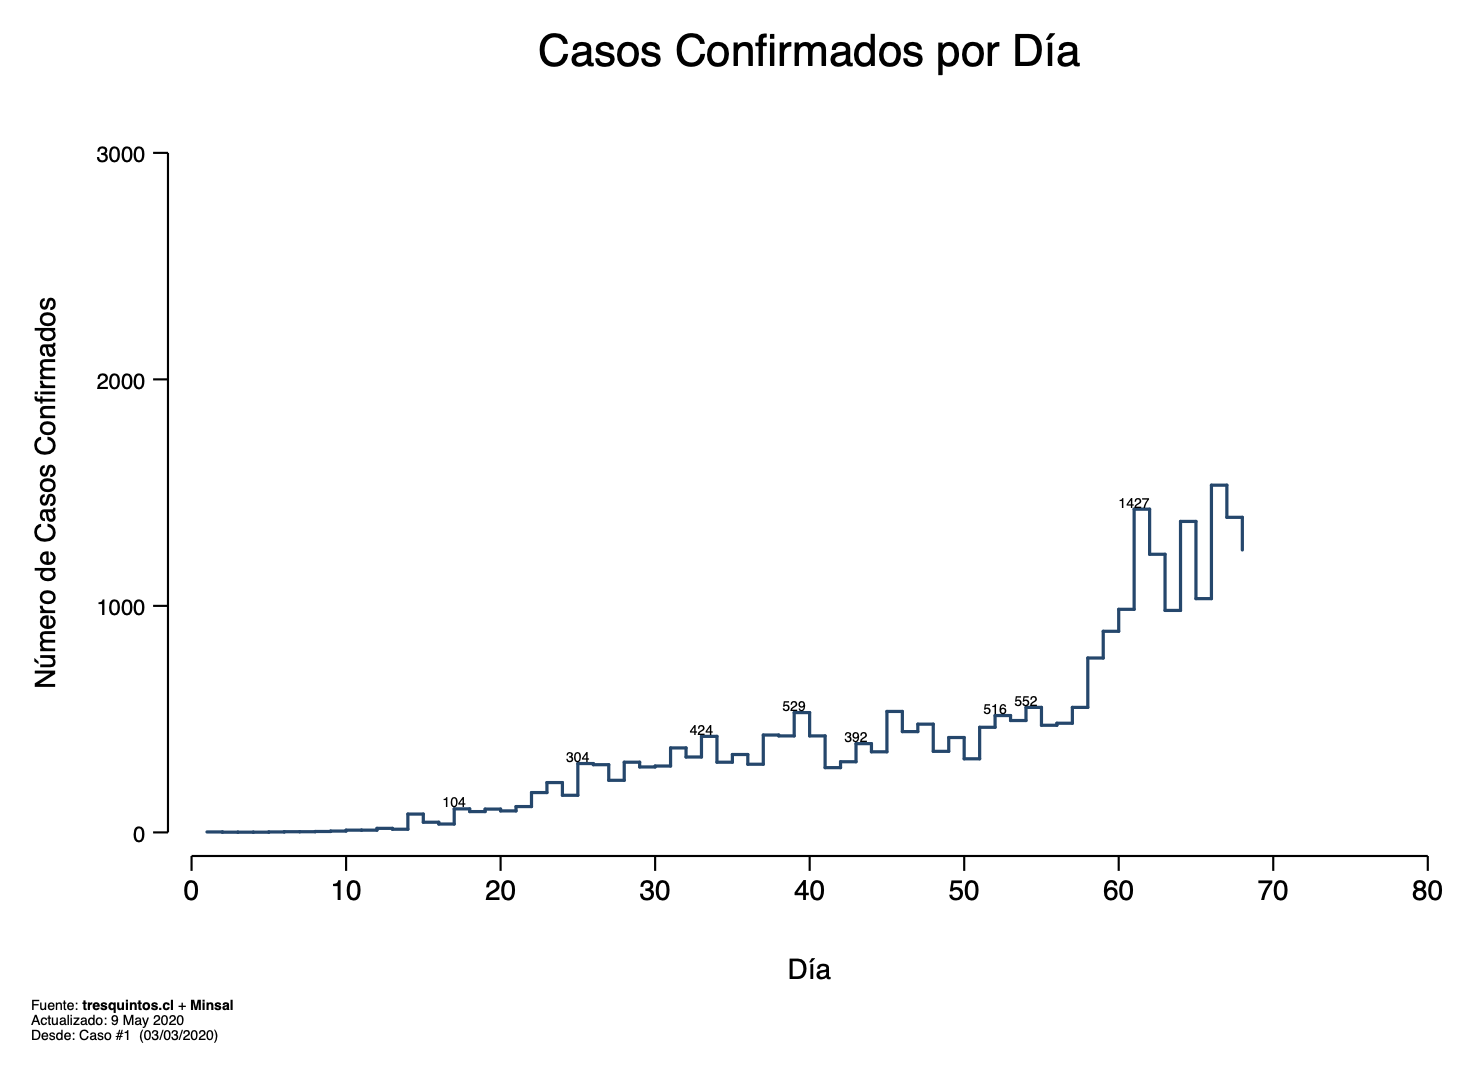 Casos Confirmados por Día
Número de Casos Confirmados
3000
2000
1000
0
104
304
424
529
392
516
552
1427
0 10 20 30 40 50 60 70 80
Día
Fuente: tresquintos.cl + Minsal
Actualizado: 9 May 2020
Desde: Caso #1 (03/03/2020)